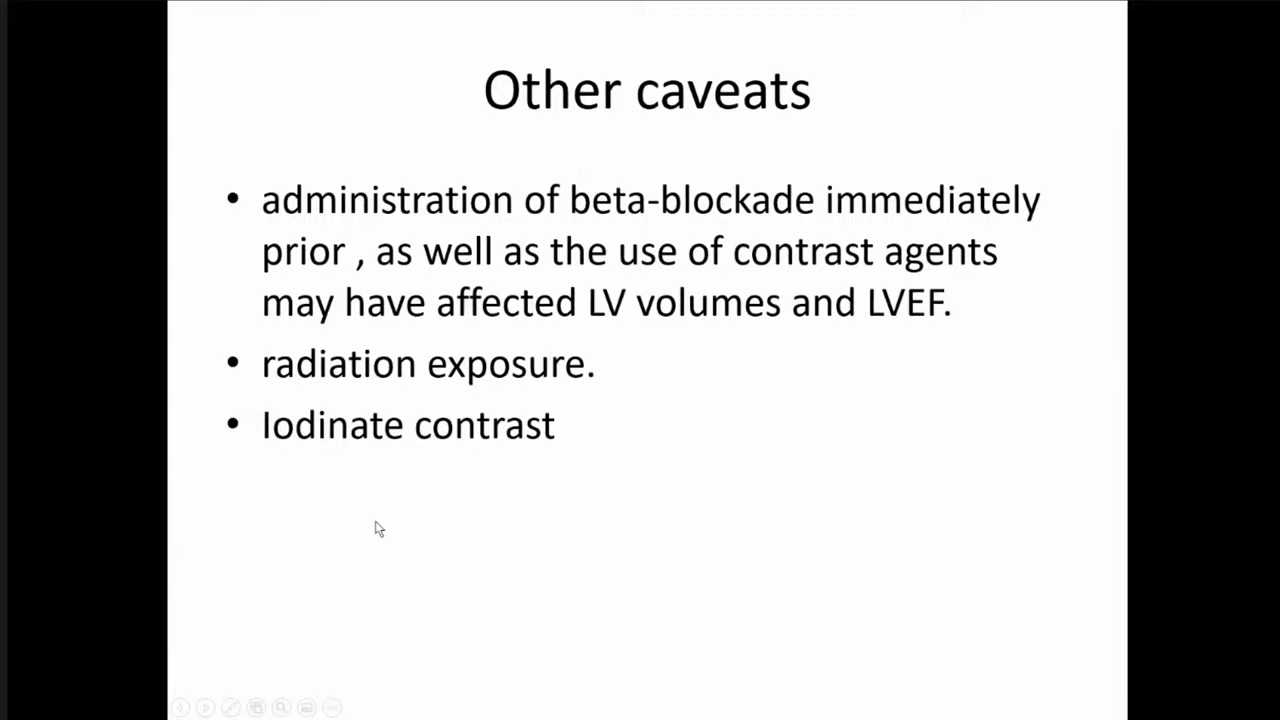 Other caveats
• administration of beta-blockade immediately
prior , as well as the use of contrast agents
may have affected LV volumes and LVEF.
• radiation exposure.
• Iodinate contrast